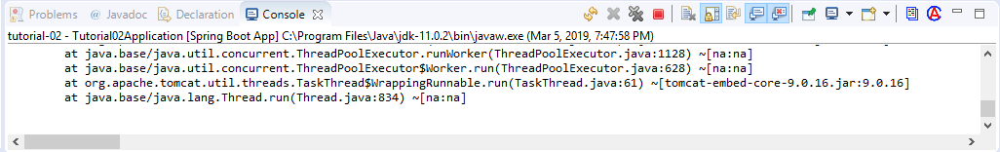 Problems @ Javadoc Declaration Console
tutorial-02 - Tutorial02Application [Spring Boot App] C:\Program Files\Java\jdk-11.0.2\bin\javaw.exe (Mar 5, 2019, 7:47:58 PM)
at java.base/java.util.concurrent.ThreadPoolExecutor.runWorker(ThreadPoolExecutor.java:1128) ~[na:na]
at java.base/java.util.concurrent.ThreadPoolExecutor$Worker.run(ThreadPoolExecutor.java:628) ~[na:na]
at org.apache.tomcat.util.threads.TaskThread$WrappingRunnable.run(TaskThread.java:61) ~[tomcat-embed-core-9.0.16.jar:9.0.16]
at java.base/java.lang.Thread.run(Thread.java:834) ~[na:na]